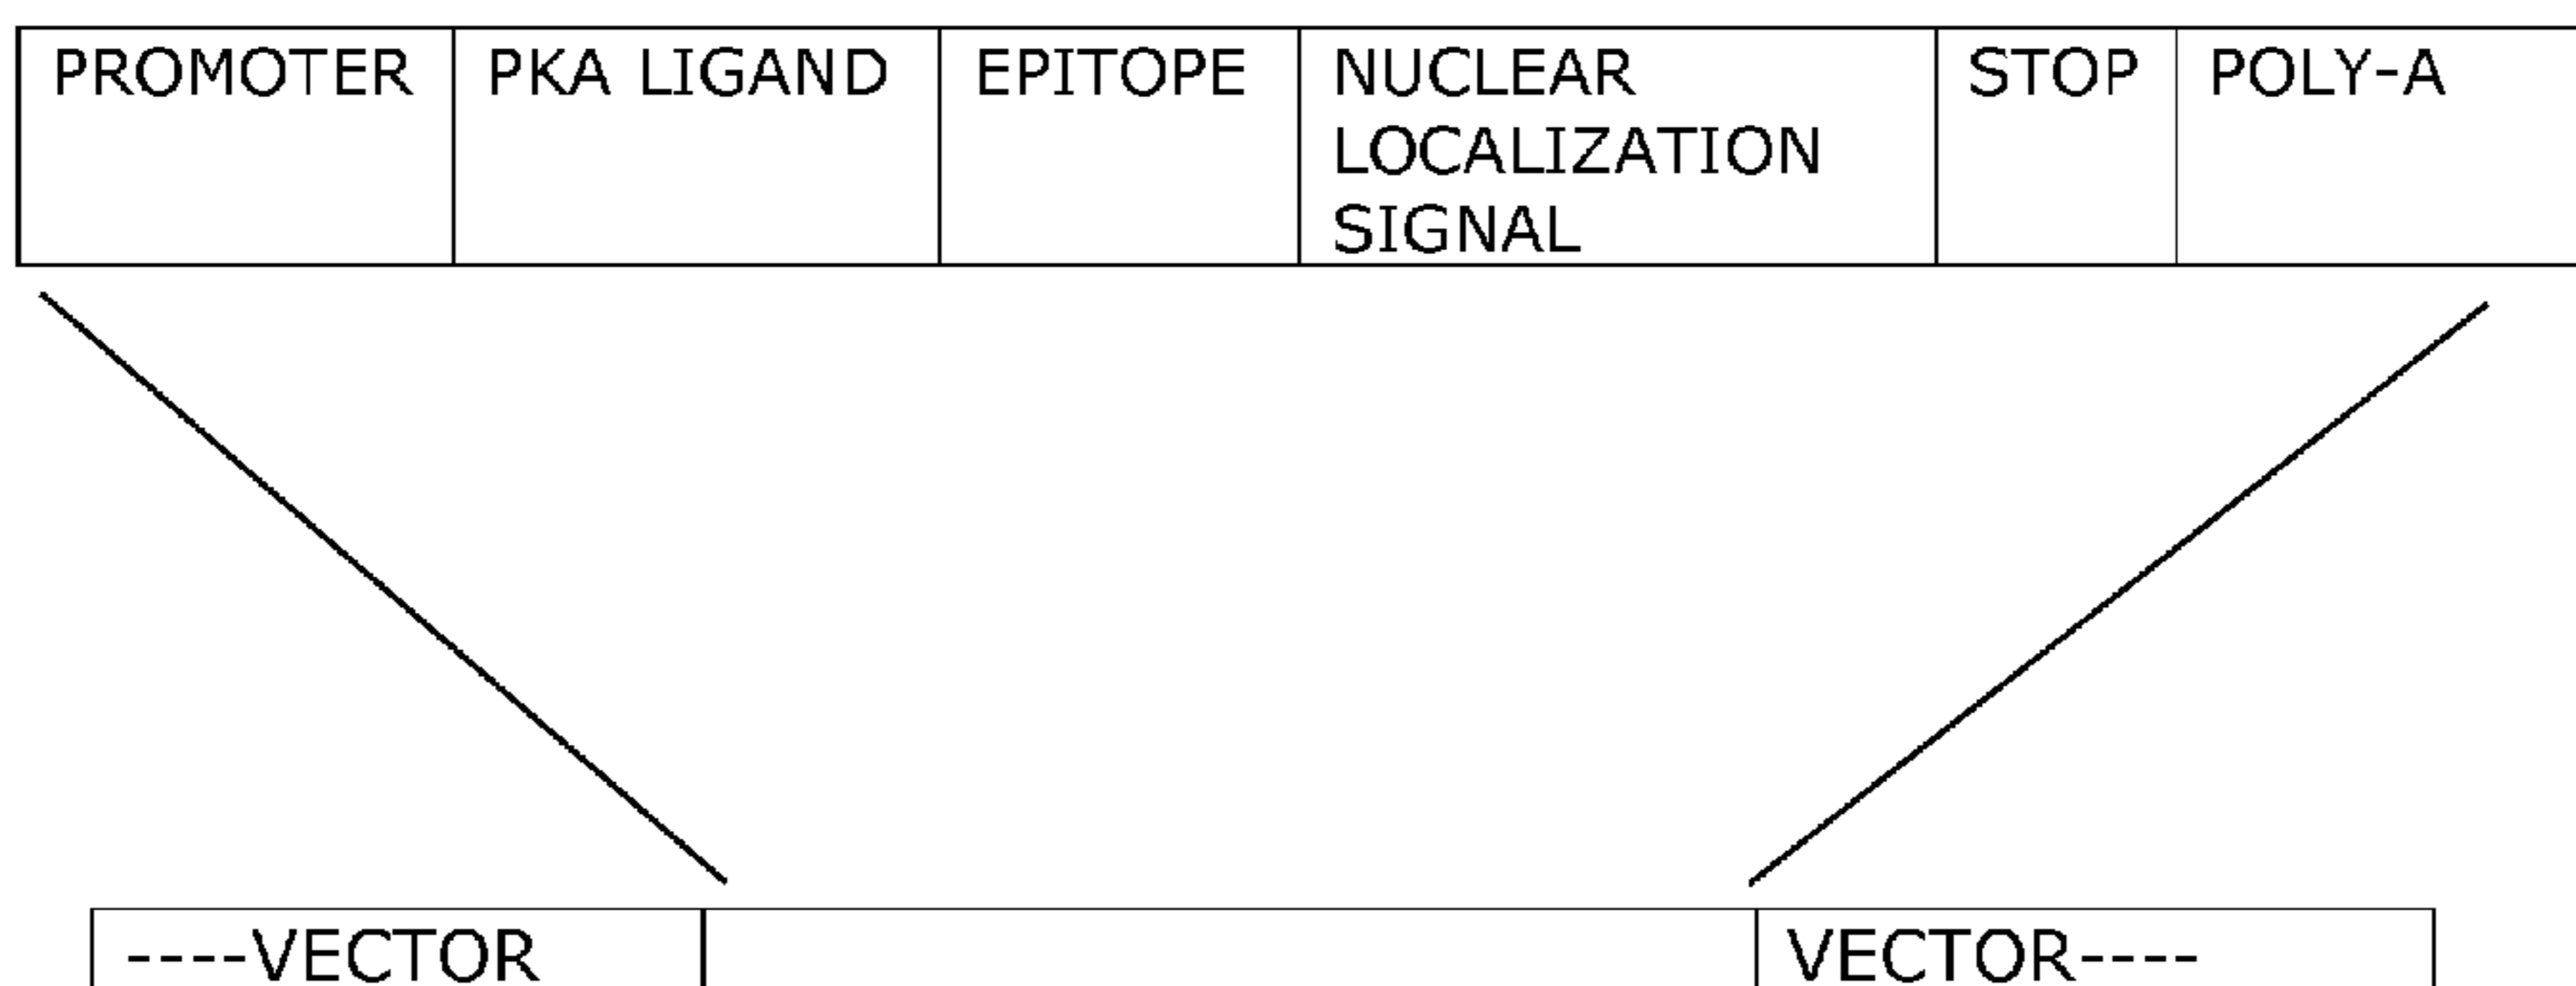 PROMOTER
PKA LIGAND
EPITOPE
NUCLEAR
LOCALIZATION
SIGNAL
STOP
POLY-A
----VECTOR
VECTOR----